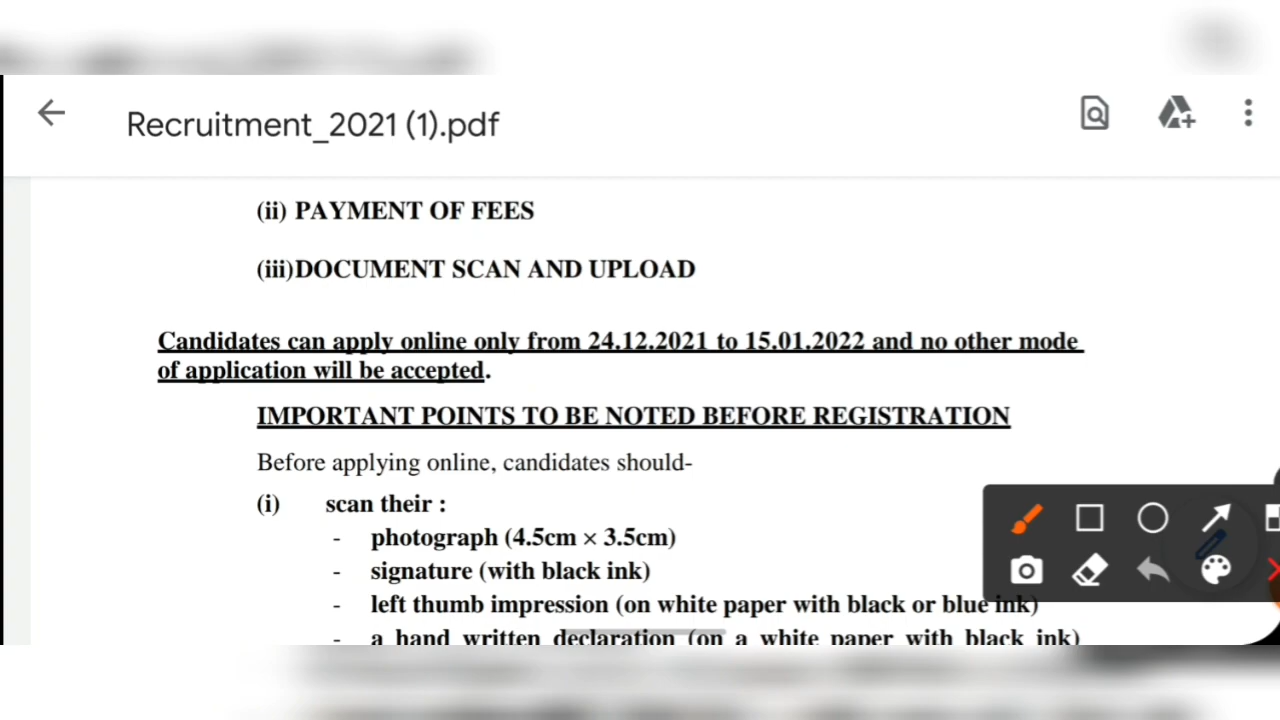 Recruitment_2021 (1).pdf
(ii) PAYMENT OF FEES
(iii)DOCUMENT SCAN AND UPLOAD
Candidates can apply online only from 24.12.2021 to 15.01.2022 and no other mode
of application will be accepted.
IMPORTANT POINTS TO BE NOTED BEFORE REGISTRATION
Before applying online, candidates should-
(i) scan their :
- photograph (4.5cm × 3.5cm)
- signature (with black ink)
- left thumb impression (on white paper with black or blue ink)
- a hand written declaration (on a white paper with black ink)